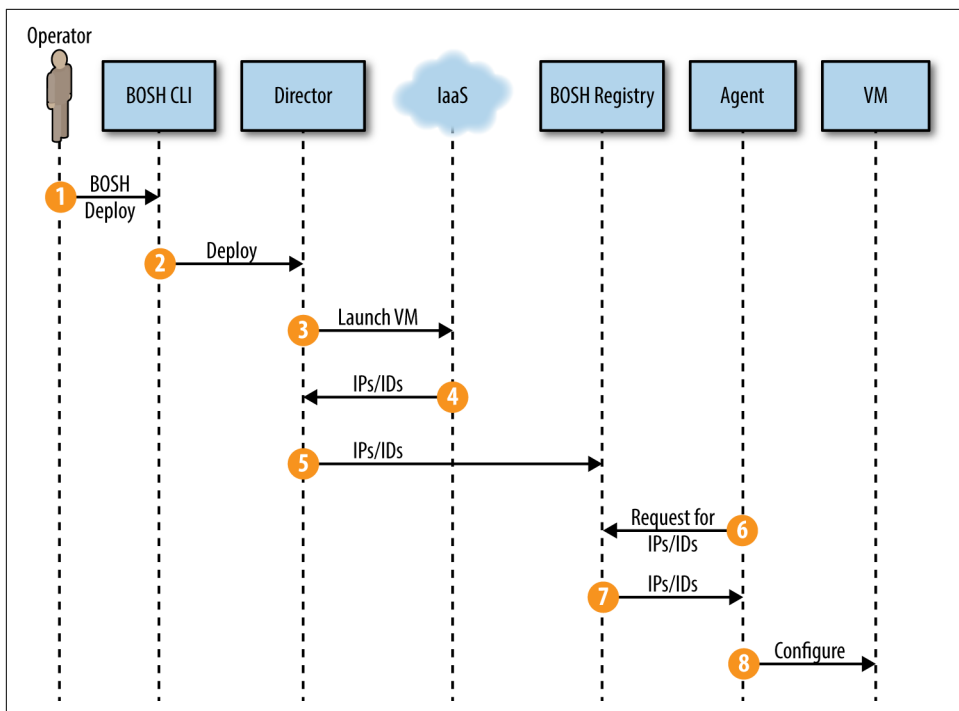 Operator
BOSH CLI
Director
IaaS
BOSH Registry
Agent
VM
1
BOSH
Deploy
2
Deploy
3
Launch VM
IPs/IDs
4
5
IPs/IDs
Request for
IPs/IDs
6
7
IPs/IDs
8
Configure